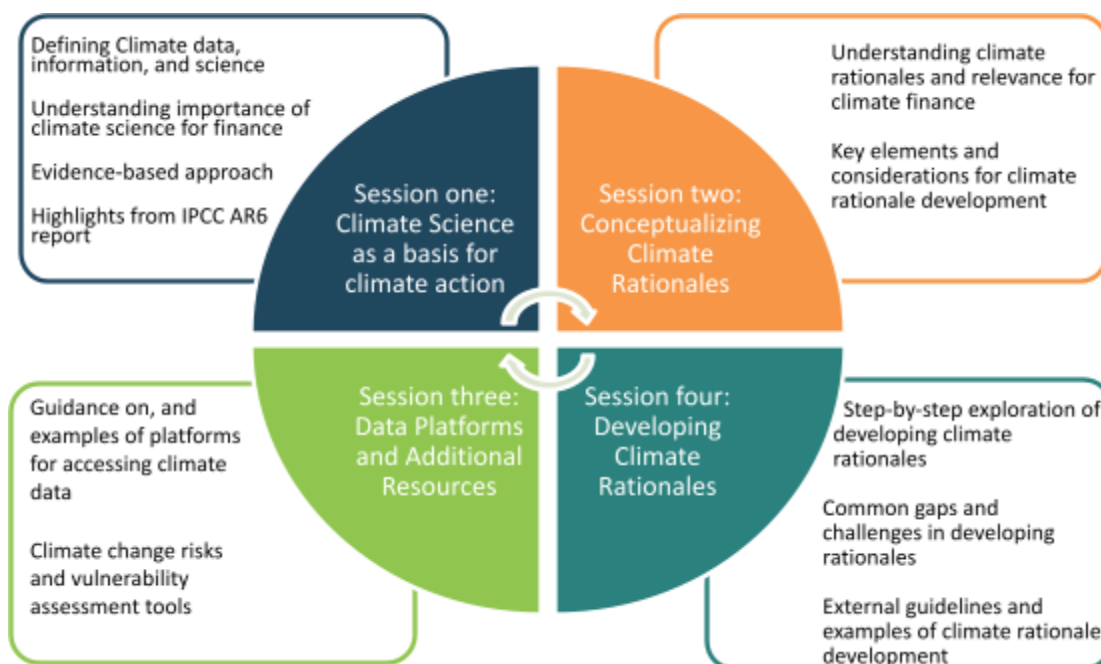 Defining Climate data,
information, and science
Understanding importance of
climate science for finance
Evidence-based approach
Highlights from IPCC AR6
report
Session one:
Climate Science
as a basis for
climate action
Session two:
Conceptualizing
Climate
Rationales
Understanding climate
rationales and relevance for
climate finance
Key elements and
considerations for climate
rationale development
Guidance on, and
examples of platforms
for accessing climate
data
Climate change risks
and vulnerability
assessment tools
Session three:
Data Platforms
and Additional
Resources
Session four:
Developing
Climate
Rationales
Step-by-step exploration of
developing climate
rationales
Common gaps and
challenges in developing
rationales
External guidelines and
examples of climate rationale
development